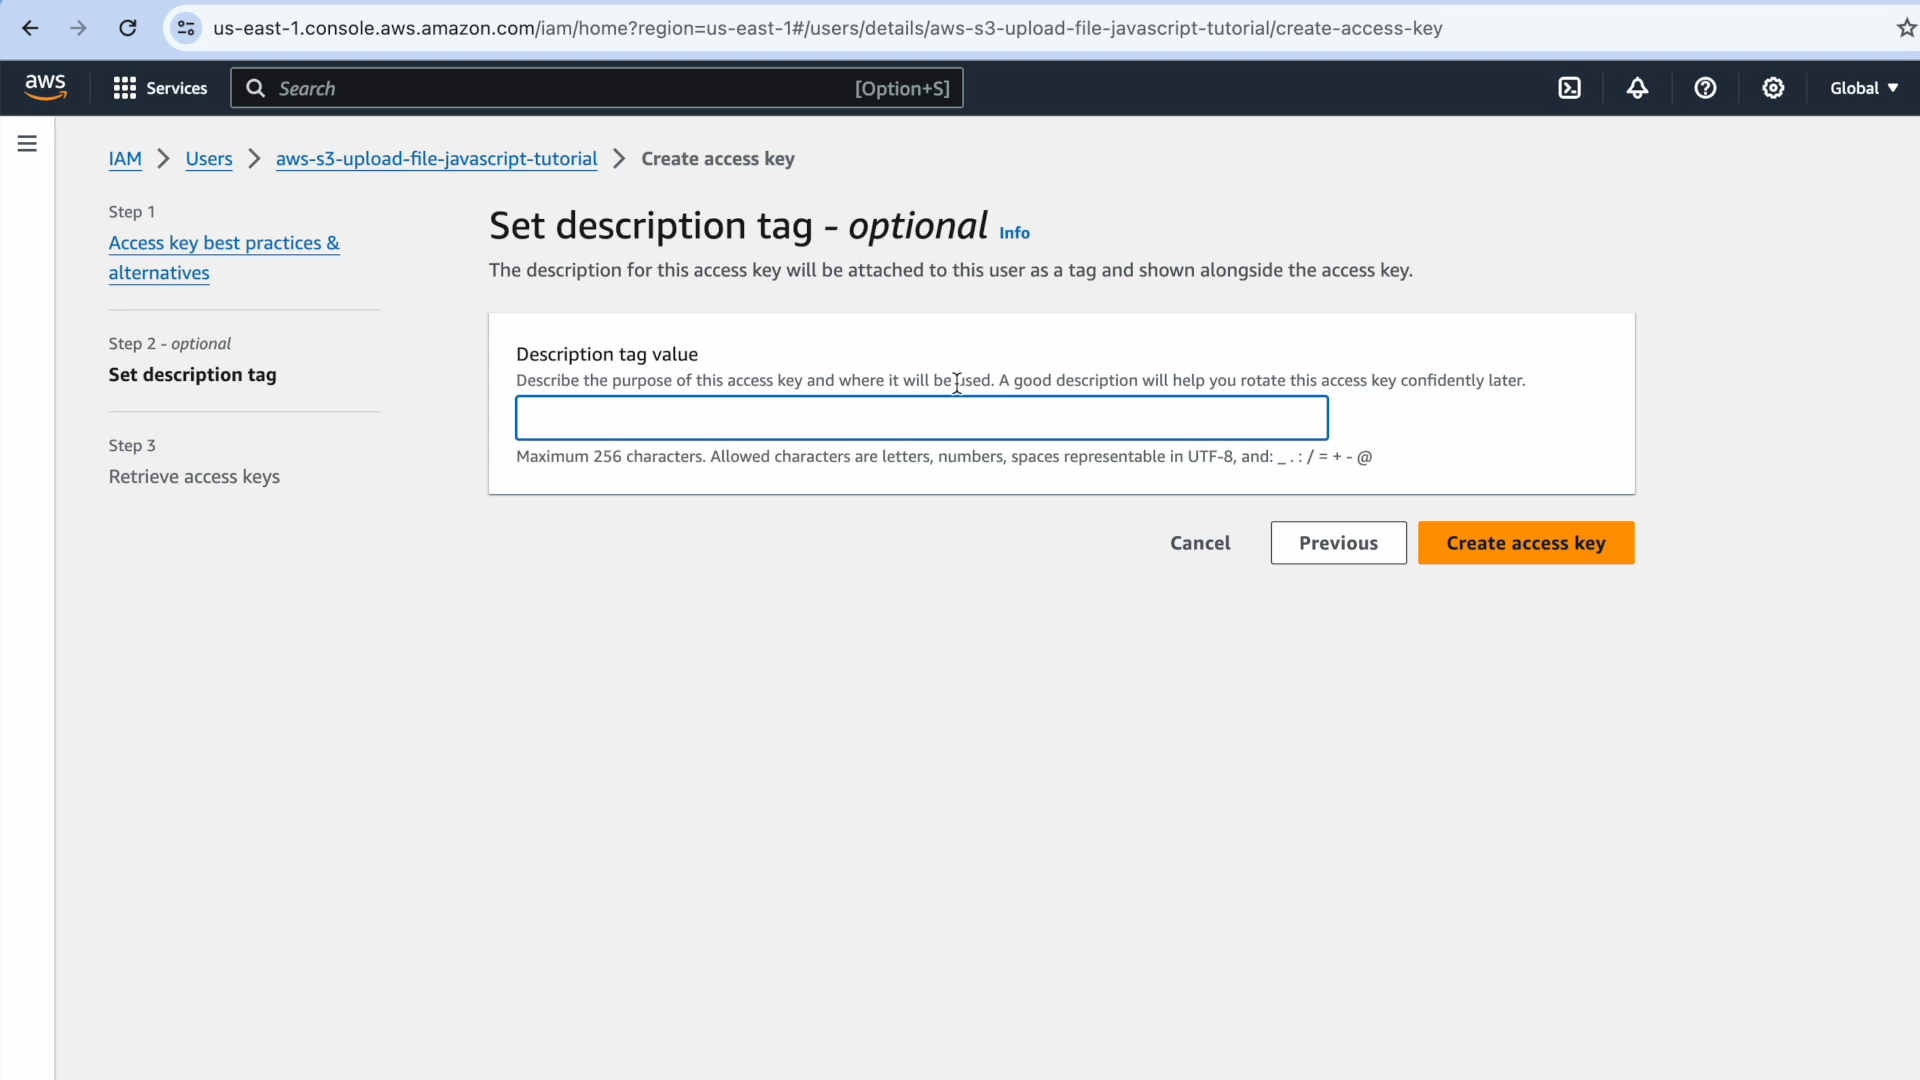 us-east-1.console.aws.amazon.com/iam/home?region=us-east-1#/users/details/aws-s3-upload-file-javascript-tutorial/create-access-key
aws Services Search [Option+S] Global
IAM Users aws-s3-upload-file-javascript-tutorial Create access key
Step 1
Access key best practices &
alternatives
Step 2 - optional
Set description tag
Step 3
Retrieve access keys
Set description tag - optional Info
The description for this access key will be attached to this user as a tag and shown alongside the access key.
Description tag value
Describe the purpose of this access key and where it will be used. A good description will help you rotate this access key confidently later.
Maximum 256 characters. Allowed characters are letters, numbers, spaces representable in UTF-8, and: _ . : / = + - @
Cancel Previous Create access key